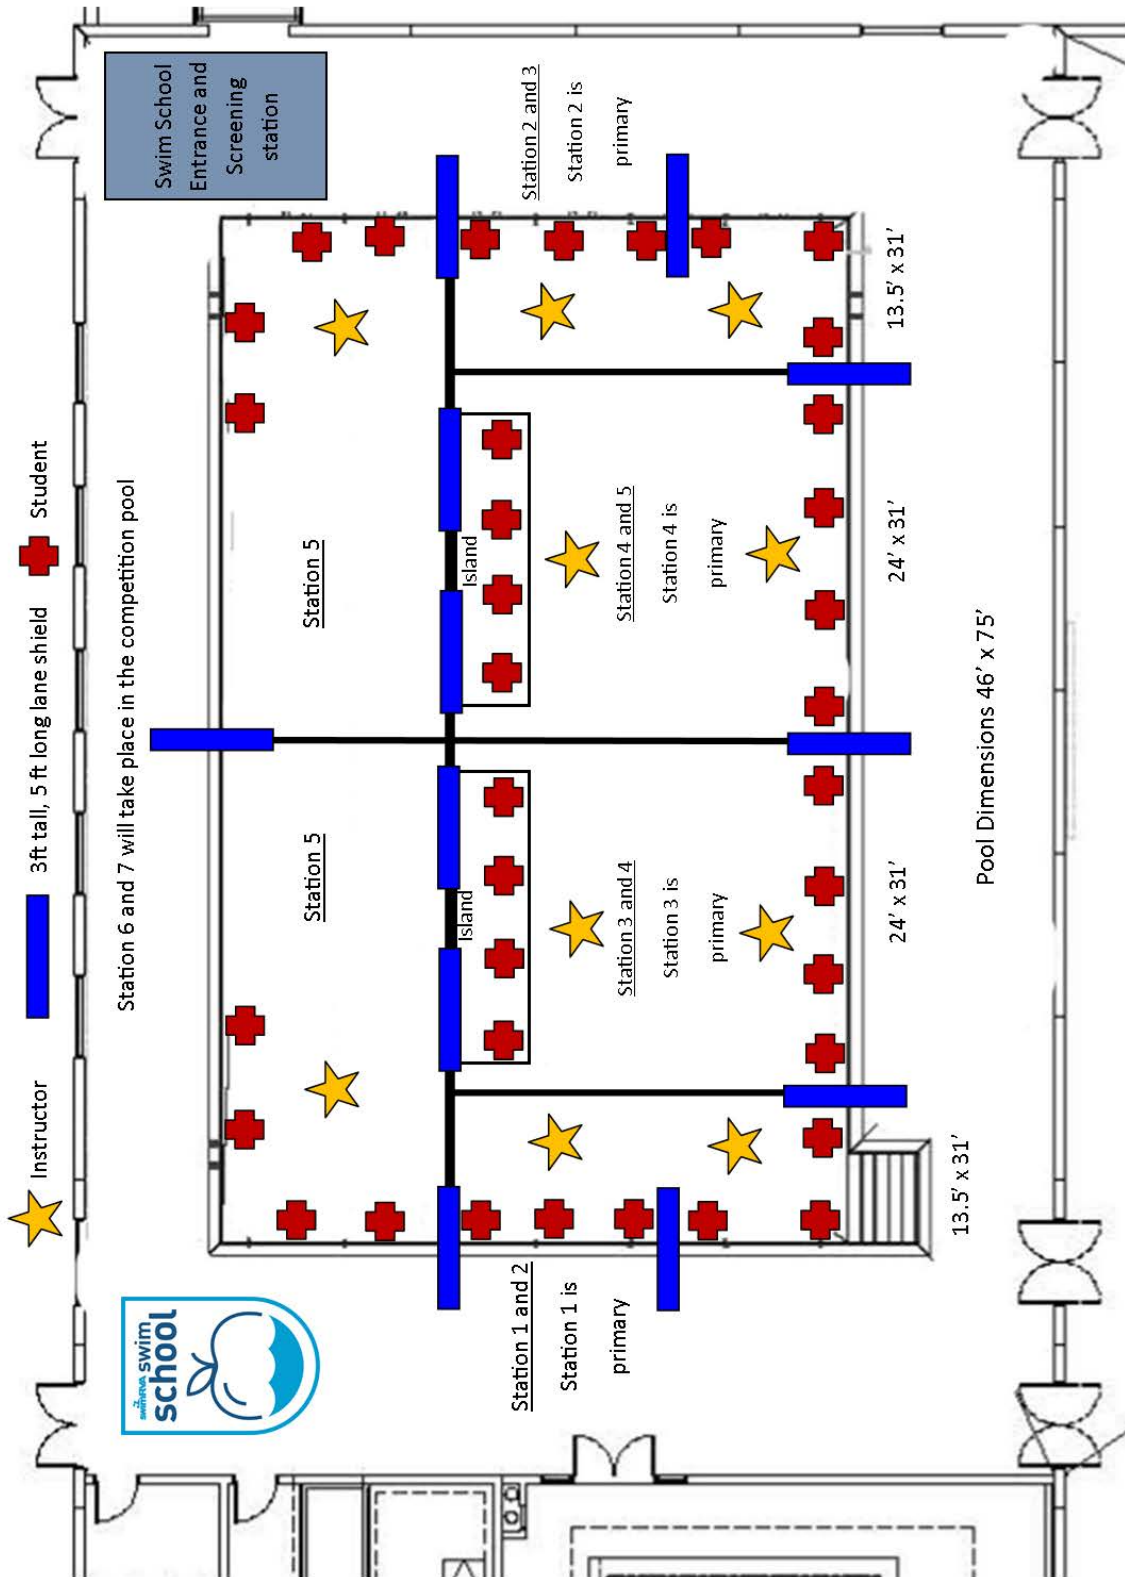 Instructor
3ft tall, 5 ft long lane shield
Student
Station 6 and 7 will take place in the competition pool
swimRVA swim
school
Swim School
Entrance and
Screening
station
Station 5
Station 5
Island
Island
Station 1 and 2
Station 1 is
primary
Station 3 and 4
Station 3 is
primary
Station 4 and 5
Station 4 is
primary
Station 2 and 3
Station 2 is
primary
13.5’ x 31’
24’ x 31’
24’ x 31’
13.5’ x 31’
Pool Dimensions 46’ x 75’